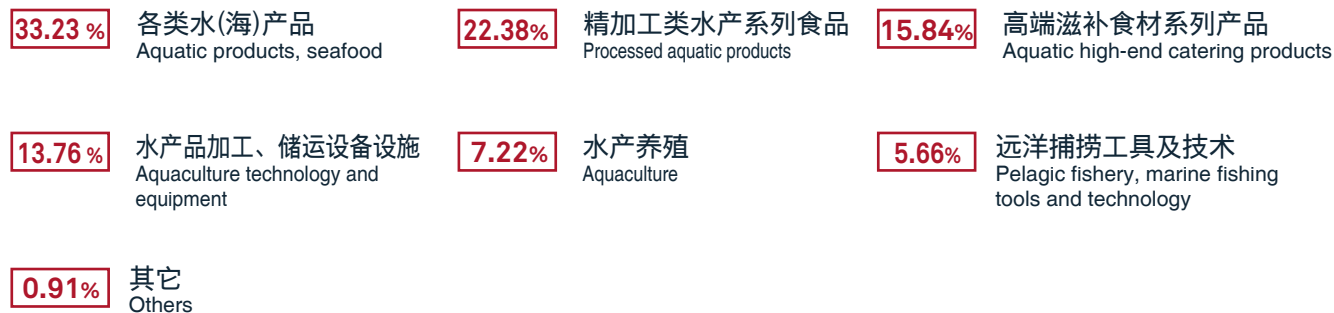 33.23 %
各类水(海)产品
Aquatic products, seafood
22.38%
精加工类水产系列食品
Processed aquatic products
15.84%
高端滋补食材系列产品
Aquatic high-end catering products
13.76 %
水产品加工、储运设备设施
Aquaculture technology and
equipment
7.22%
水产养殖
Aquaculture
5.66%
远洋捕捞工具及技术
Pelagic fishery, marine fishing
tools and technology
0.91%
其它
Others